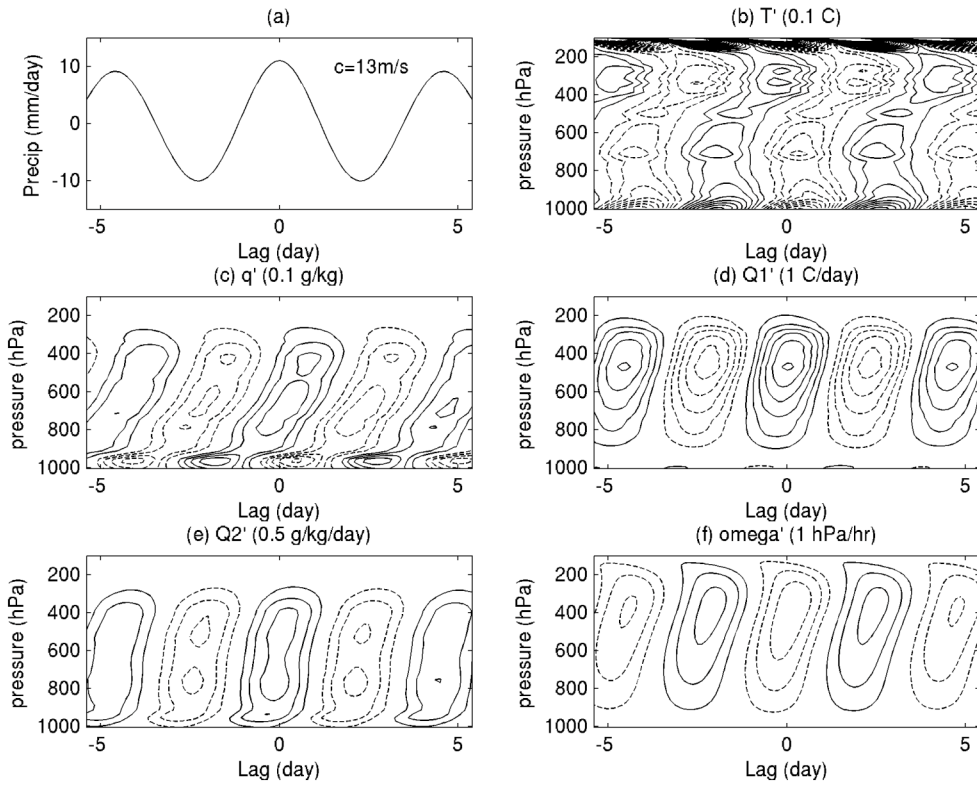 (a)
Precip (mm/day)
10
0
-10
c=13m/s
-5 0 5
Lag (day)
(b) T' (0.1 C)
pressure (hPa)
200
400
600
800
1000
-5 0 5
Lag (day)
(c) q' (0.1 g/kg)
pressure (hPa)
200
400
600
800
1000
-5 0 5
Lag (day)
(d) Q1' (1 C/day)
pressure (hPa)
200
400
600
800
1000
-5 0 5
Lag (day)
(e) Q2' (0.5 g/kg/day)
pressure (hPa)
200
400
600
800
1000
-5 0 5
Lag (day)
(f) omega' (1 hPa/hr)
pressure (hPa)
200
400
600
800
1000
-5 0 5
Lag (day)